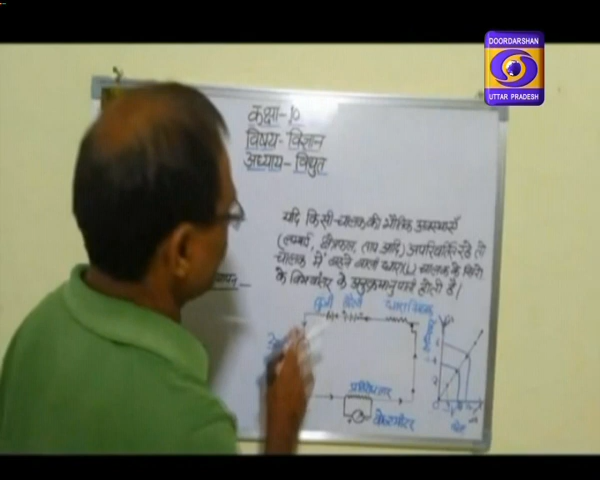 DOORDARSHAN
UTTAR PRADESH
कक्षा-10
विषय-विज्ञान
अध्याय-विद्युत
यदि किसी चालक की भौतिक अवस्थाएँ
(लम्बाई, क्षेत्रफल, ताप आदि) अपरिवर्तित रहे तो
चालक में बहने वाली धारा(I) चालक के सिरों
के विभवांतर के अनुक्रमानुपाती होती है।
कुंजी सेल धारा नियंत्रक
प्रतिरोध तार
वोल्टमीटर